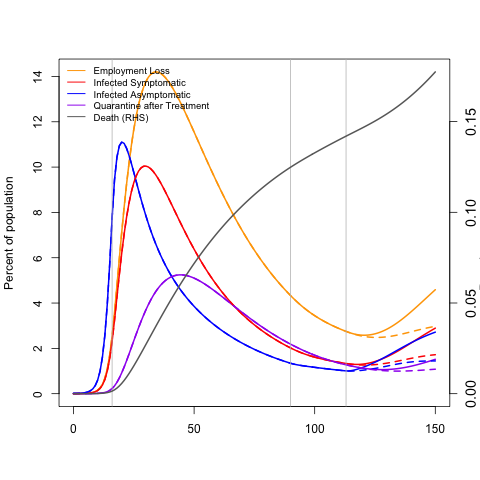 Employment Loss
Infected Symptomatic
Infected Asymptomatic
Quarantine after Treatment
Death (RHS)
Percent of population
14
12
10
8
6
4
2
0
0.15
0.10
0.05
0.00
0
50
100
150